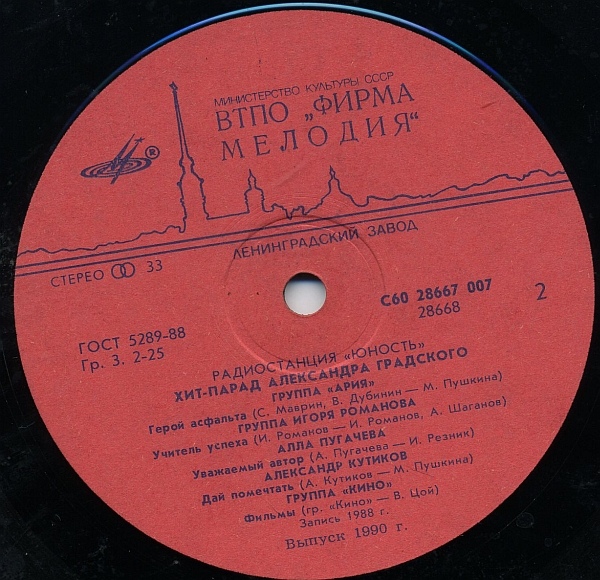 МИНИСТЕРСТВО КУЛЬТУРЫ СССР
ВТПО „ФИРМА
МЕЛОДИЯ“
®
ЛЕНИНГРАДСКИЙ ЗАВОД
СТЕРЕО 33
ГОСТ 5289-88
Гр. 3. 2-25
С60 28667 007
28668
2
РАДИОСТАНЦИЯ «ЮНОСТЬ»
ХИТ-ПАРАД АЛЕКСАНДРА ГРАДСКОГО
ГРУППА «АРИЯ»
Герой асфальта (С. Маврин, В. Дубинин — М. Пушкина)
ГРУППА ИГОРЯ РОМАНОВА
Учитель успеха (И. Романов — И. Романов, А. Шаганов)
АЛЛА ПУГАЧЕВА
Уважаемый автор (А. Пугачева — И. Резник)
АЛЕКСАНДР КУТИКОВ
Дай помечтать (А. Кутиков — М. Пушкина)
ГРУППА «КИНО»
Фильмы (гр. «Кино» — В. Цой)
Запись 1988 г.
Выпуск 1990 г.